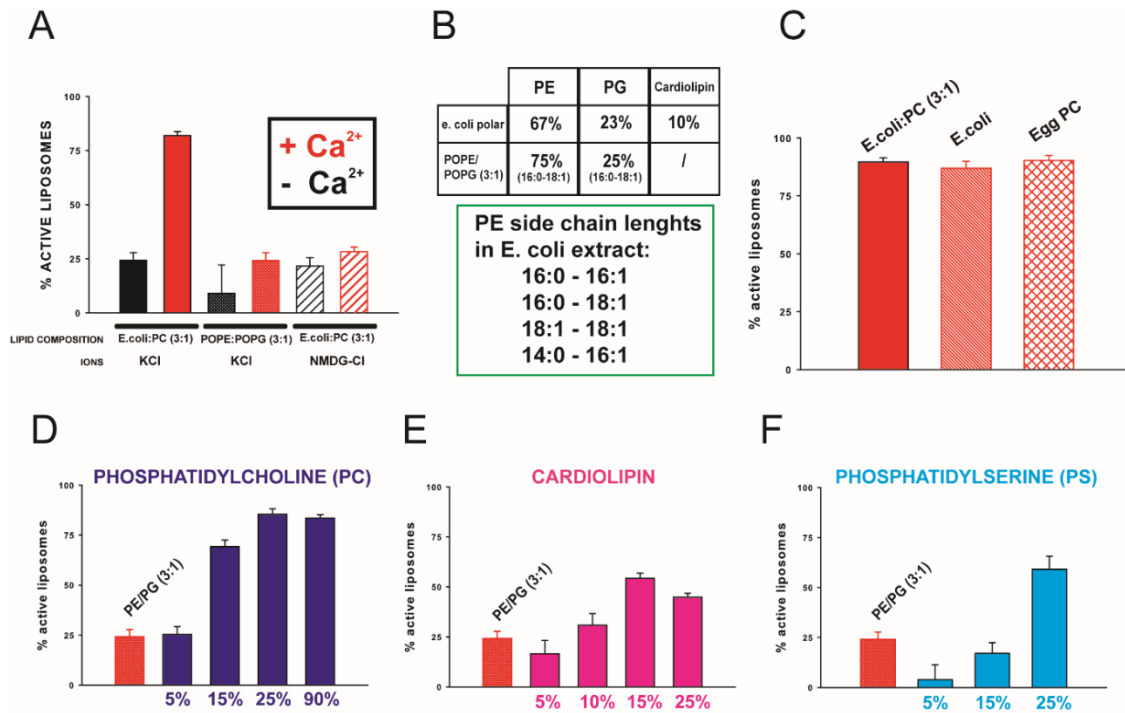 A
% ACTIVE LIPOSOMES
100
75
50
25
0
+ Ca2+
- Ca2+
LIPID COMPOSITION
E.coli:PC (3:1) POPE:POPG (3:1) E.coli:PC (3:1)
IONS
KCl KCl NMDG-Cl
B
PE PG Cardiolipin
e. coli polar 67% 23% 10%
POPE/
POPG (3:1)
75% 25% /
(16:0-18:1) (16:0-18:1)
PE side chain lenghts
in E. coli extract:
16:0 - 16:1
16:0 - 18:1
18:1 - 18:1
14:0 - 16:1
C
% active liposomes
100
75
50
25
0
E.coli:PC (3:1)
E.coli
Egg PC
D
PHOSPHATIDYLCHOLINE (PC)
% active liposomes
100
75
50
25
0
PE/PG (3:1)
5% 15% 25% 90%
E
CARDIOLIPIN
% active liposomes
100
75
50
25
0
PE/PG (3:1)
5% 10% 15% 25%
F
PHOSPHATIDYLSERINE (PS)
% active liposomes
100
75
50
25
0
PE/PG (3:1)
5% 15% 25%